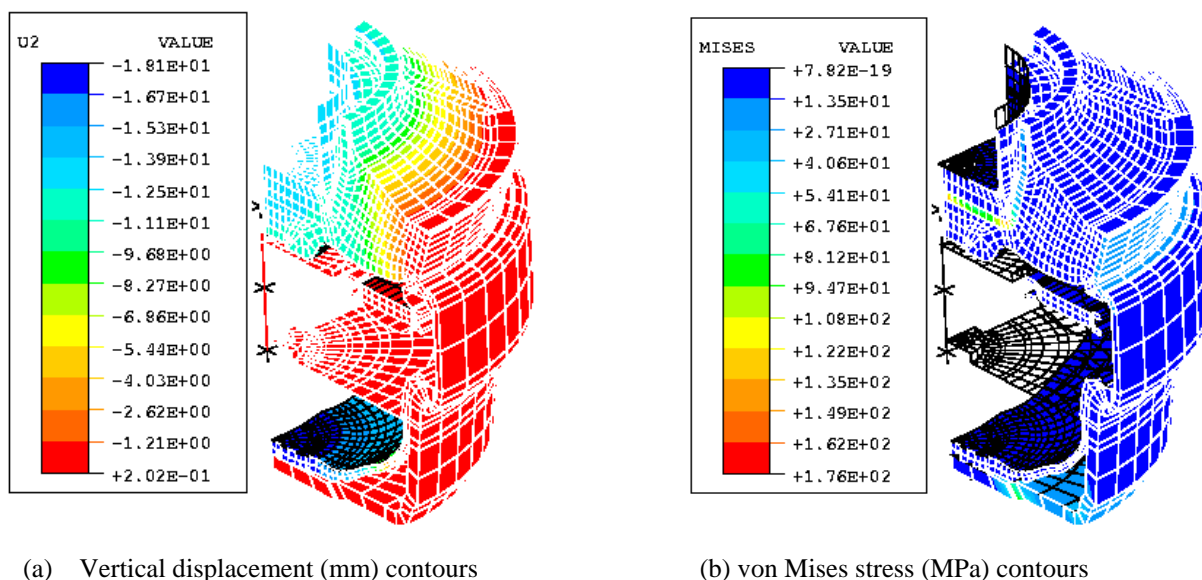 U2 VALUE
-1.81E+01
-1.67E+01
-1.53E+01
-1.39E+01
-1.25E+01
-1.11E+01
-9.68E+00
-8.27E+00
-6.86E+00
-5.44E+00
-4.03E+00
-2.62E+00
-1.21E+00
+2.02E-01
MISES VALUE
+7.82E-19
+1.35E+01
+2.71E+01
+4.06E+01
+5.41E+01
+6.76E+01
+8.12E+01
+9.47E+01
+1.08E+02
+1.22E+02
+1.35E+02
+1.49E+02
+1.62E+02
+1.76E+02
(a) Vertical displacement (mm) contours
(b) von Mises stress (MPa) contours